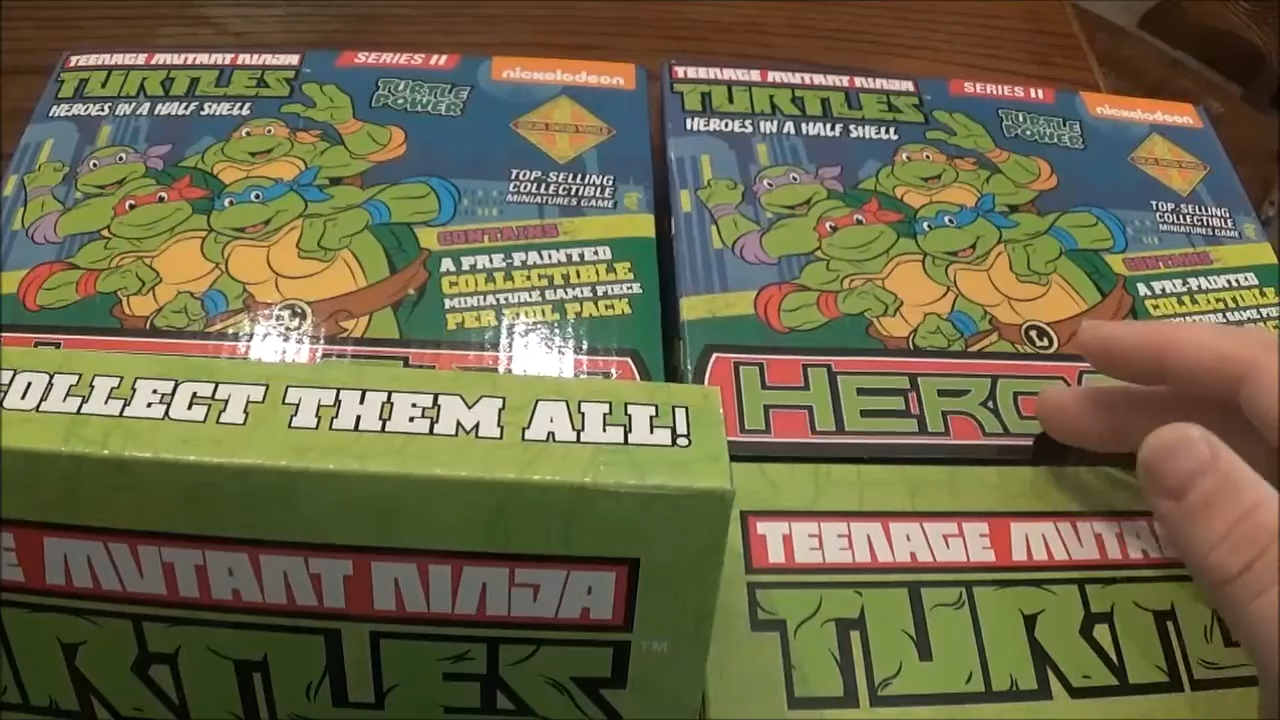 TEENAGE MUTANT NINJA
TURTLES
HEROES IN A HALF SHELL
SERIES II
TURTLE
POWER
nickelodeon
TOP-SELLING
COLLECTIBLE
MINIATURES GAME
CONTAINS
A PRE-PAINTED
COLLECTIBLE
MINIATURE GAME PIECE
PER FOIL PACK
L
TEENAGE MUTANT NINJA
TURTLES
HEROES IN A HALF SHELL
SERIES II
TURTLE
POWER
nickelodeon
TOP-SELLING
COLLECTIBLE
MINIATURES GAME
CONTAINS
A PRE-PAINTED
COLLECTIBLE
L
HERO
COLLECT THEM ALL!
E MUTANT NINJA
RTLES
TM
TEENAGE MUTA
TURTL